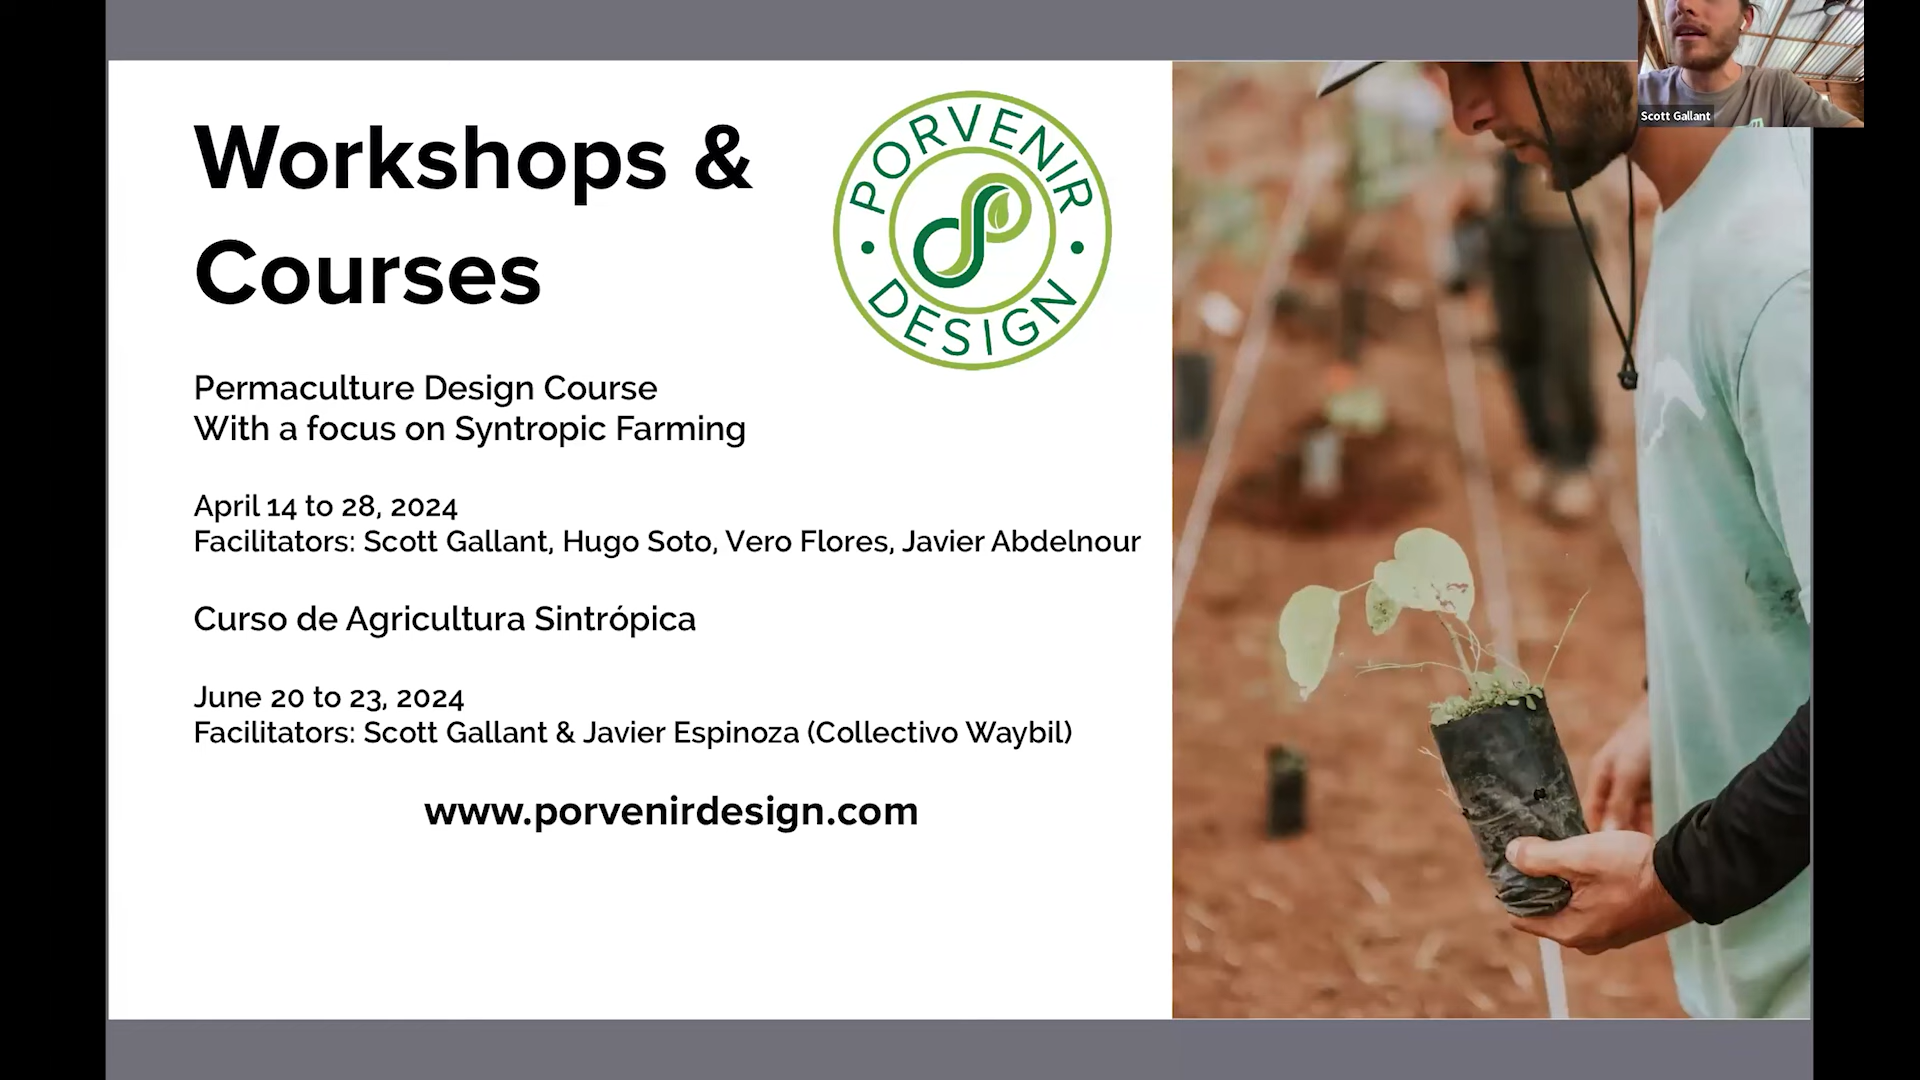 Workshops &
Courses
PORVENIR
DESIGN
Scott Gallant
Permaculture Design Course
With a focus on Syntropic Farming
April 14 to 28, 2024
Facilitators: Scott Gallant, Hugo Soto, Vero Flores, Javier Abdelnour
Curso de Agricultura Sintrópica
June 20 to 23, 2024
Facilitators: Scott Gallant & Javier Espinoza (Collectivo Waybil)
www.porvenirdesign.com